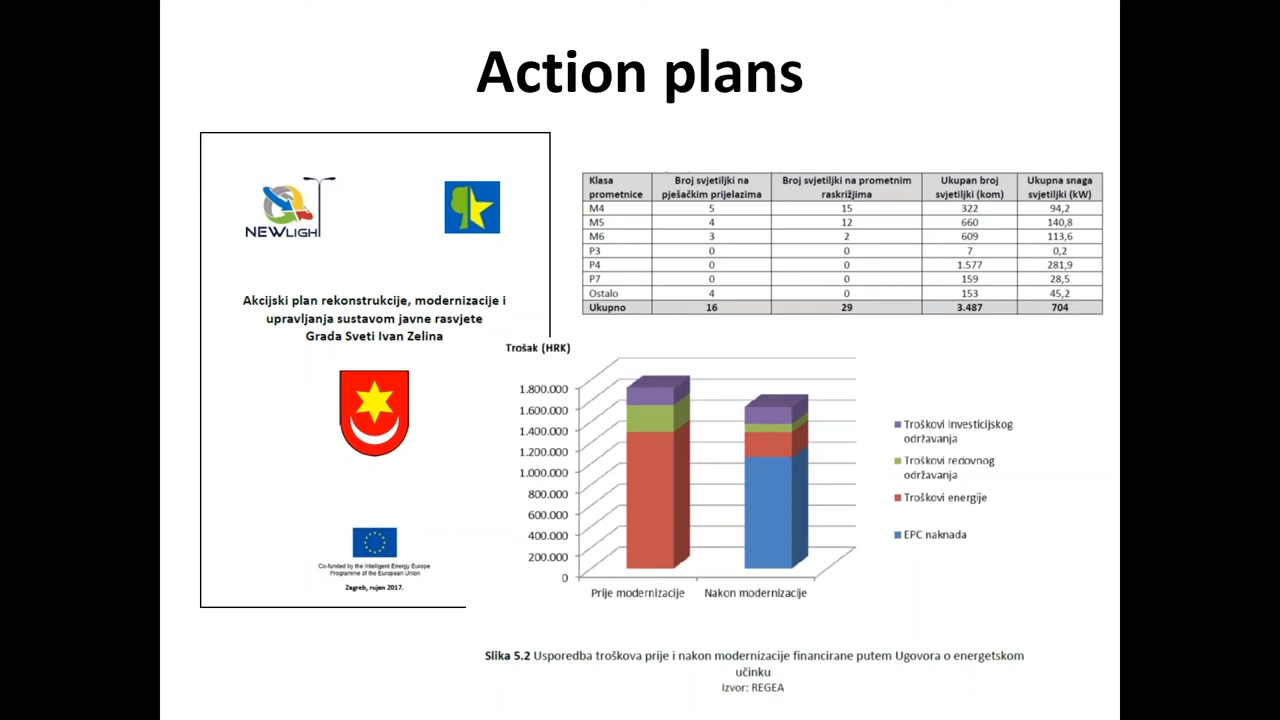 Action plans
NEWLIGHT
Akcijski plan rekonstrukcije, modernizacije i
upravljanja sustavom javne rasvjete
Grada Sveti Ivan Zelina
Co-funded by the Intelligent Energy Europe
Programme of the European Union
Zagreb, rujan 2017.
Klasa prometnice Broj svjetiljki na pješačkim prijelazima Broj svjetiljki na prometnim raskrižjima Ukupan broj svjetiljki (kom) Ukupna snaga svjetiljki (kW)
M4 5 15 322 94,2
M5 4 12 660 140,8
M6 3 2 609 113,6
P3 0 0 7 0,2
P4 0 0 1.577 281,9
P7 0 0 159 28,5
Ostalo 4 0 153 45,2
Ukupno 16 29 3.487 704
Trošak (HRK)
1.800.000
1.600.000
1.400.000
1.200.000
1.000.000
800.000
600.000
400.000
200.000
0
Prije modernizacije Nakon modernizacije
Troškovi investicijskog
održavanja
Troškovi redovnog
održavanja
Troškovi energije
EPC naknada
Slika 5.2 Usporedba troškova prije i nakon modernizacije financirane putem Ugovora o energetskom
učinku
Izvor: REGEA